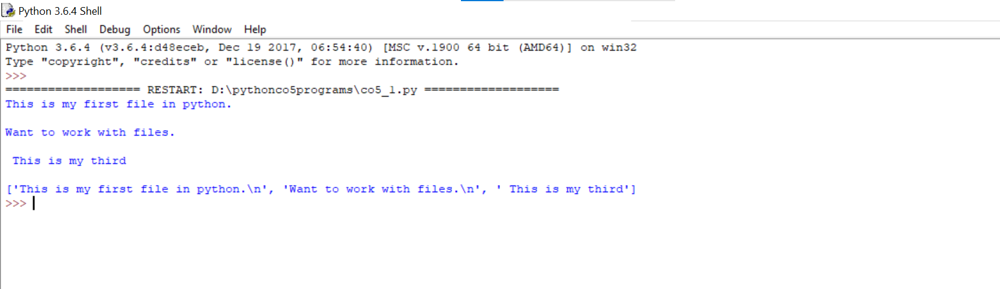 Python 3.6.4 Shell
File Edit Shell Debug Options Window Help
Python 3.6.4 (v3.6.4:d48eceb, Dec 19 2017, 06:54:40) [MSC v.1900 64 bit (AMD64)] on win32
Type "copyright", "credits" or "license()" for more information.
>>>
=================== RESTART: D:\pythonco5programs\co5_1.py ===================
This is my first file in python.
Want to work with files.
 This is my third
['This is my first file in python.\n', 'Want to work with files.\n', ' This is my third']
>>>